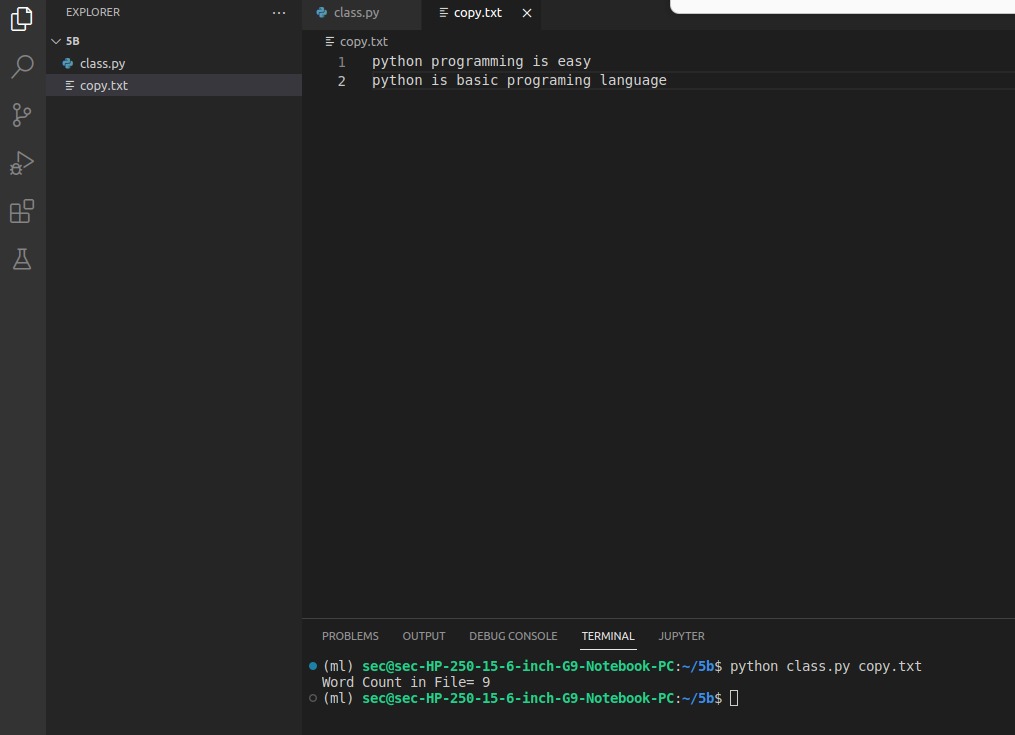 EXPLORER ...
5B
class.py
copy.txt
class.py copy.txt
copy.txt
1 python programming is easy
2 python is basic programing language
PROBLEMS OUTPUT DEBUG CONSOLE TERMINAL JUPYTER
(ml) sec@sec-HP-250-15-6-inch-G9-Notebook-PC:~/5b$ python class.py copy.txt
Word Count in File= 9
(ml) sec@sec-HP-250-15-6-inch-G9-Notebook-PC:~/5b$